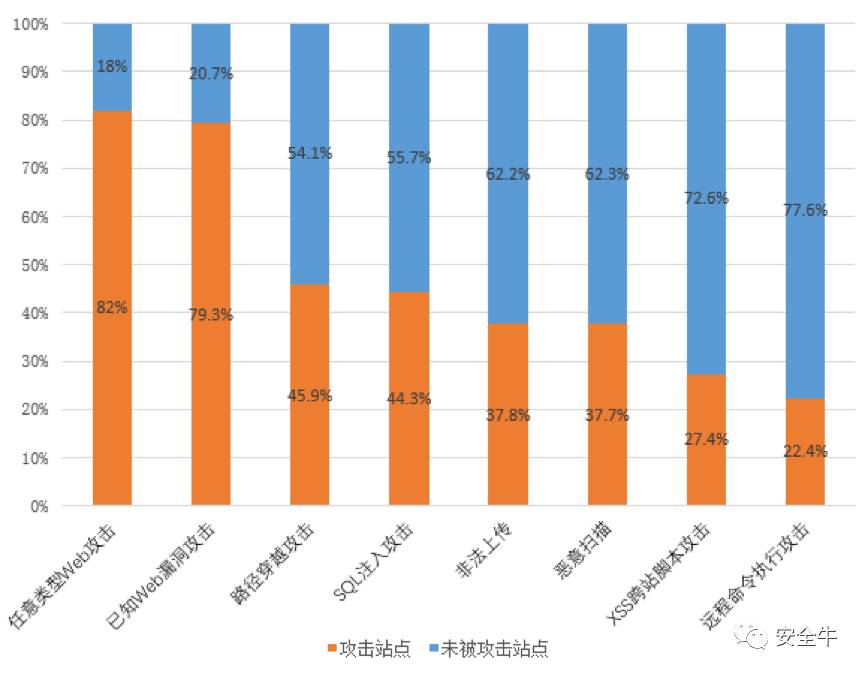 100%
90%
80%
70%
60%
50%
40%
30%
20%
10%
0%
18%
20.7%
54.1%
55.7%
62.2%
62.3%
72.6%
77.6%
82%
79.3%
45.9%
44.3%
37.8%
37.7%
27.4%
22.4%
任意类型Web攻击
已知Web漏洞攻击
路径穿越攻击
SQL注入攻击
非法上传
恶意扫描
XSS跨站脚本攻击
远程命令执行攻击
攻击站点
未被攻击站点
安全牛